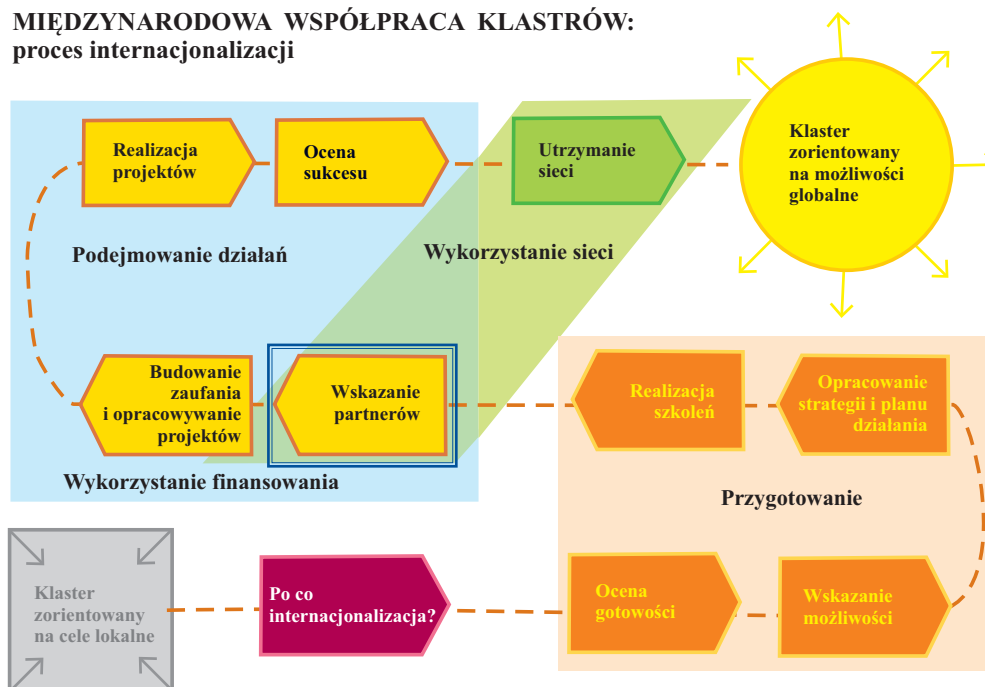 MIĘDZYNARODOWA WSPÓŁPRACA KLASTRÓW:
proces internacjonalizacji
Realizacja
projektów
Ocena
sukcesu
Utrzymanie
sieci
Klaster
zorientowany
na możliwości
globalne
Podejmowanie działań
Wykorzystanie sieci
Budowanie
zaufania
i opracowywanie
projektów
Wskazanie
partnerów
Realizacja
szkoleń
Opracowanie
strategii i planu
działania
Wykorzystanie finansowania
Przygotowanie
Klaster
zorientowany
na cele lokalne
Po co
internacjonalizacja?
Ocena
gotowości
Wskazanie
możliwości